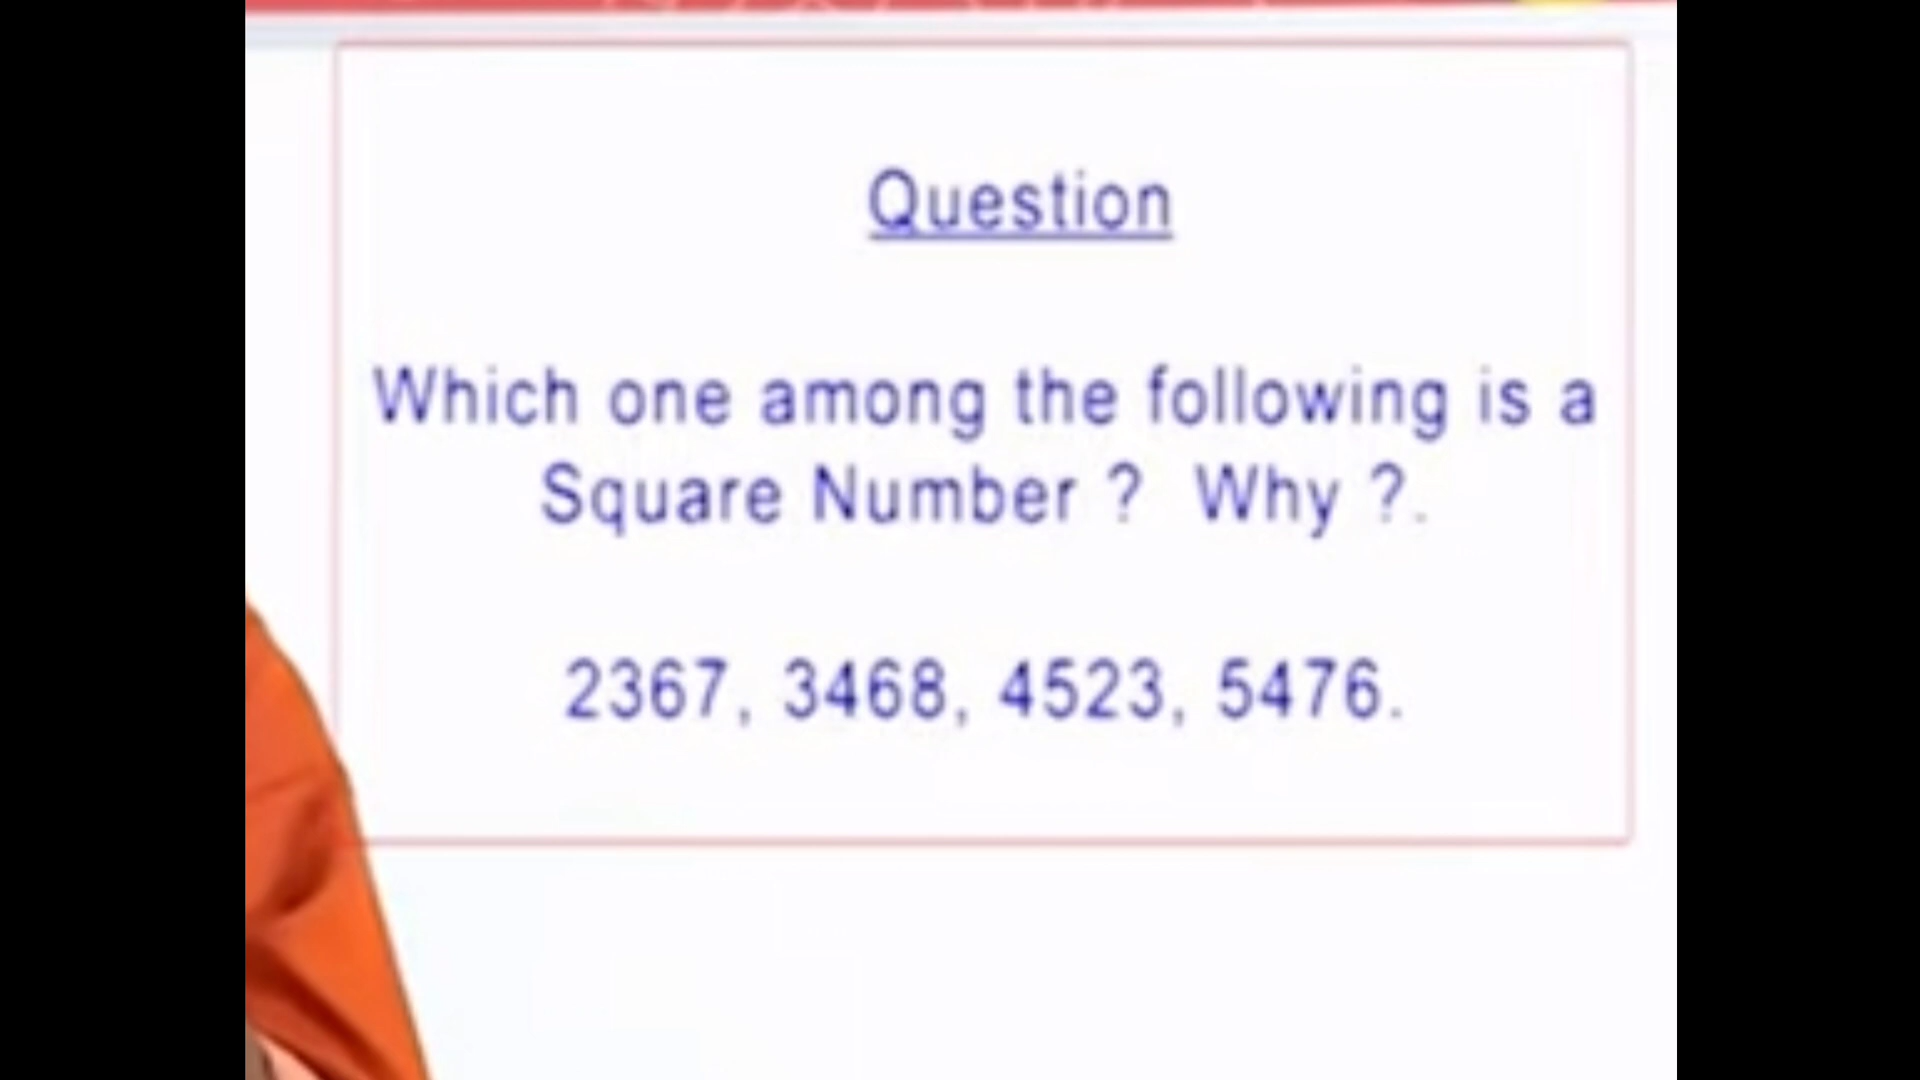 Question
Which one among the following is a
Square Number ? Why ?.
2367, 3468, 4523, 5476.